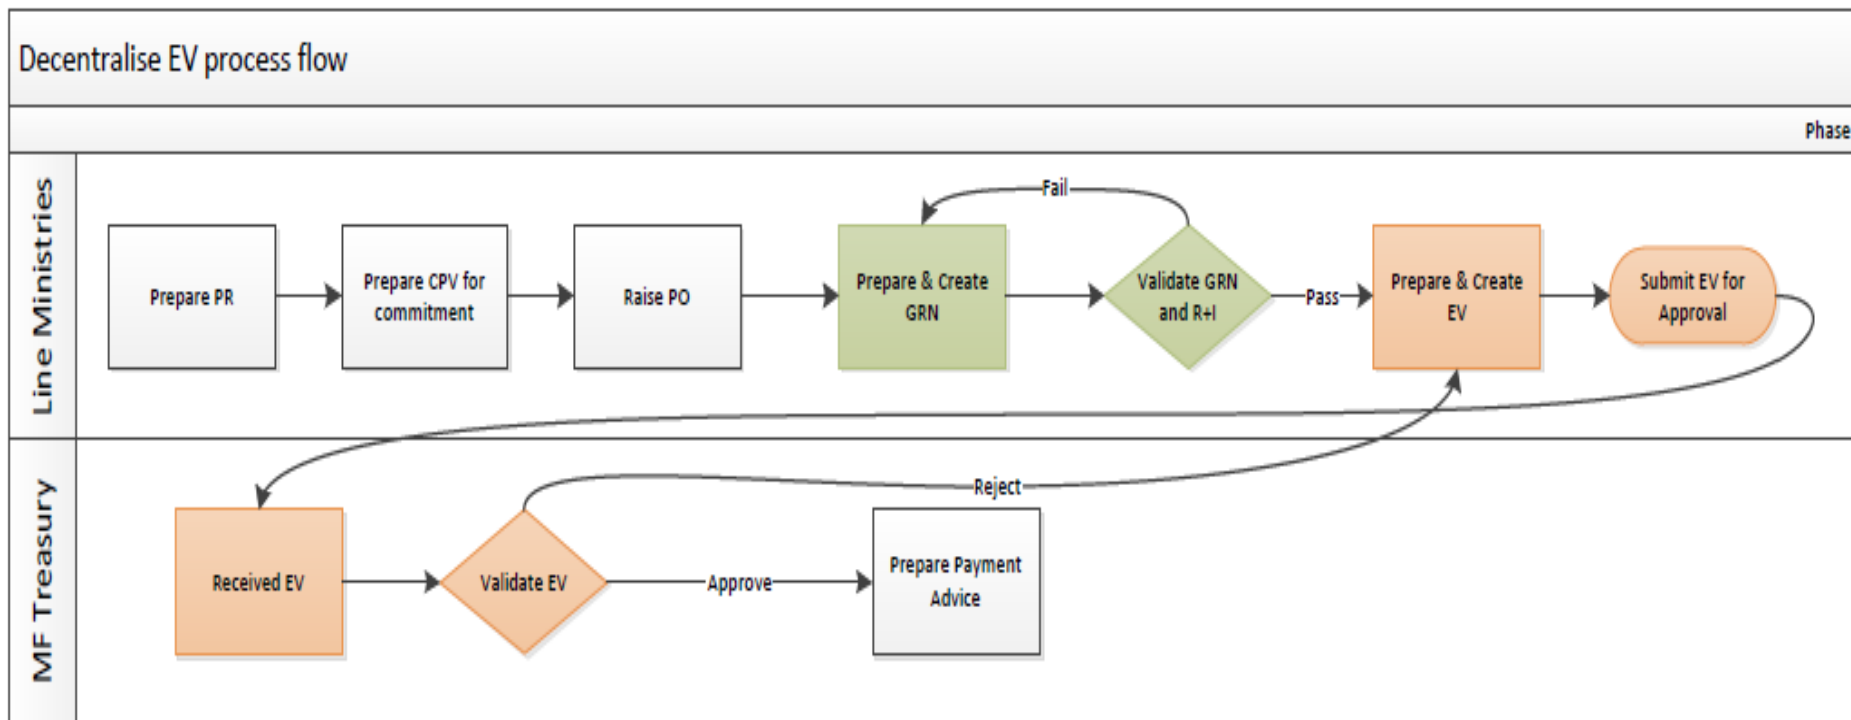 Decentralise EV process flow
Phase
Line Ministries
Fail
Prepare PR
Prepare CPV for
commitment
Raise PO
Prepare & Create
GRN
Validate GRN
and R+I
Pass
Prepare & Create
EV
Submit EV for
Approval
MF Treasury
Reject
Received EV
Validate EV
Approve
Prepare Payment
Advice